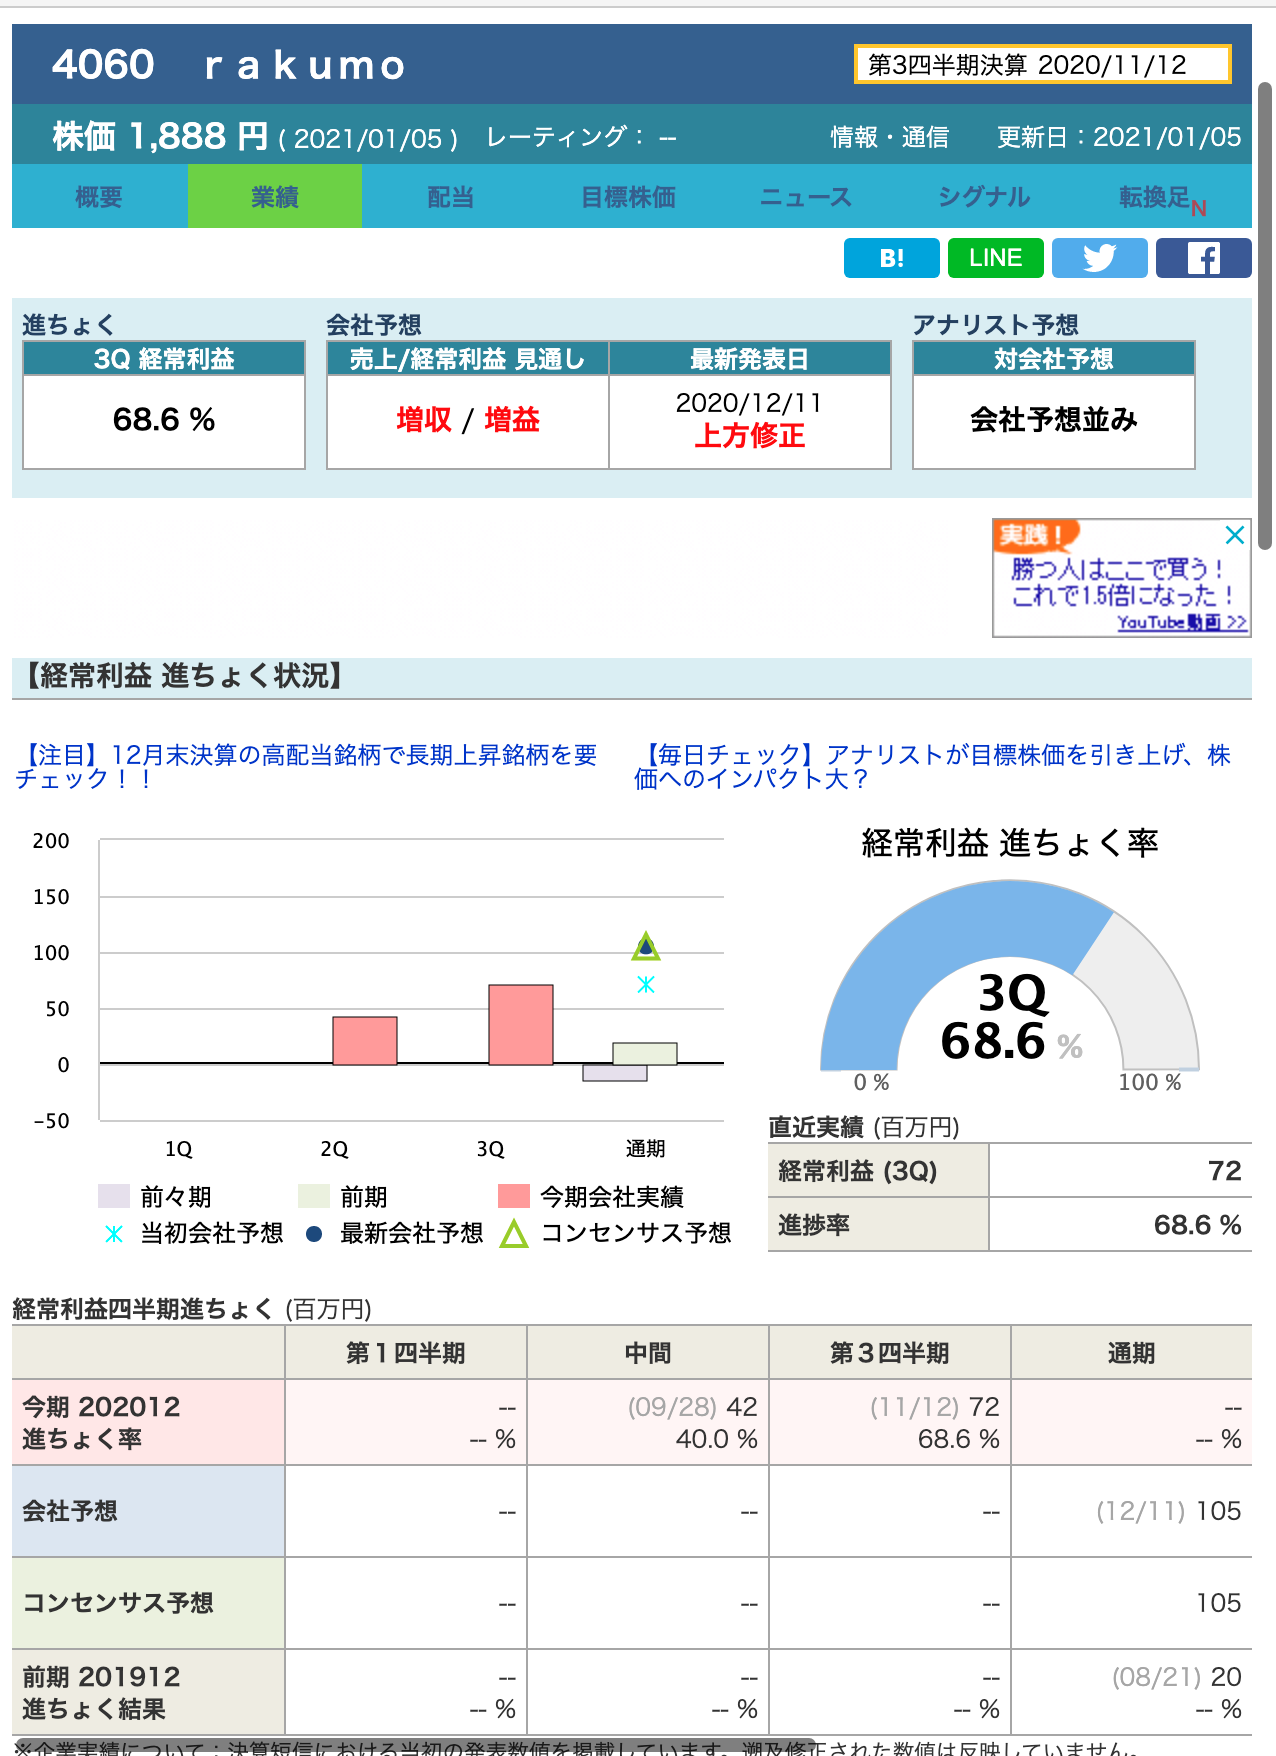 4060 rakumo
第3四半期決算 2020/11/12
株価 1,888 円 ( 2021/01/05 ) レーティング： -- 情報・通信 更新日：2021/01/05
概要 業績 配当 目標株価 ニュース シグナル 転換足N
B! LINE
進ちょく 会社予想 アナリスト予想
3Q 経常利益 売上/経常利益 見通し 最新発表日 対会社予想
68.6 % 増収 / 増益 2020/12/11 会社予想並み
上方修正
実践！
勝つ人はここで買う！
これで1.5倍になった！
YouTube動画 >>
【経常利益 進ちょく状況】
【注目】12月末決算の高配当銘柄で長期上昇銘柄を要
チェック！！
【毎日チェック】アナリストが目標株価を引き上げ、株
価へのインパクト大？
200
150
100
50
0
-50
1Q 2Q 3Q 通期
前々期 前期 今期会社実績
当初会社予想 最新会社予想 コンセンサス予想
経常利益 進ちょく率
3Q
68.6 %
0 % 100 %
直近実績 (百万円)
経常利益 (3Q) 72
進捗率 68.6 %
経常利益四半期進ちょく (百万円)
第１四半期 中間 第３四半期 通期
今期 202012 -- (09/28) 42 (11/12) 72 --
進ちょく率 -- % 40.0 % 68.6 % -- %
会社予想 -- -- -- (12/11) 105
コンセンサス予想 -- -- -- 105
前期 201912 -- -- -- (08/21) 20
進ちょく結果 -- % -- % -- % -- %
※企業実績について：決算短信における当初の発表数値を掲載しています。遡及修正された数値は反映していません。